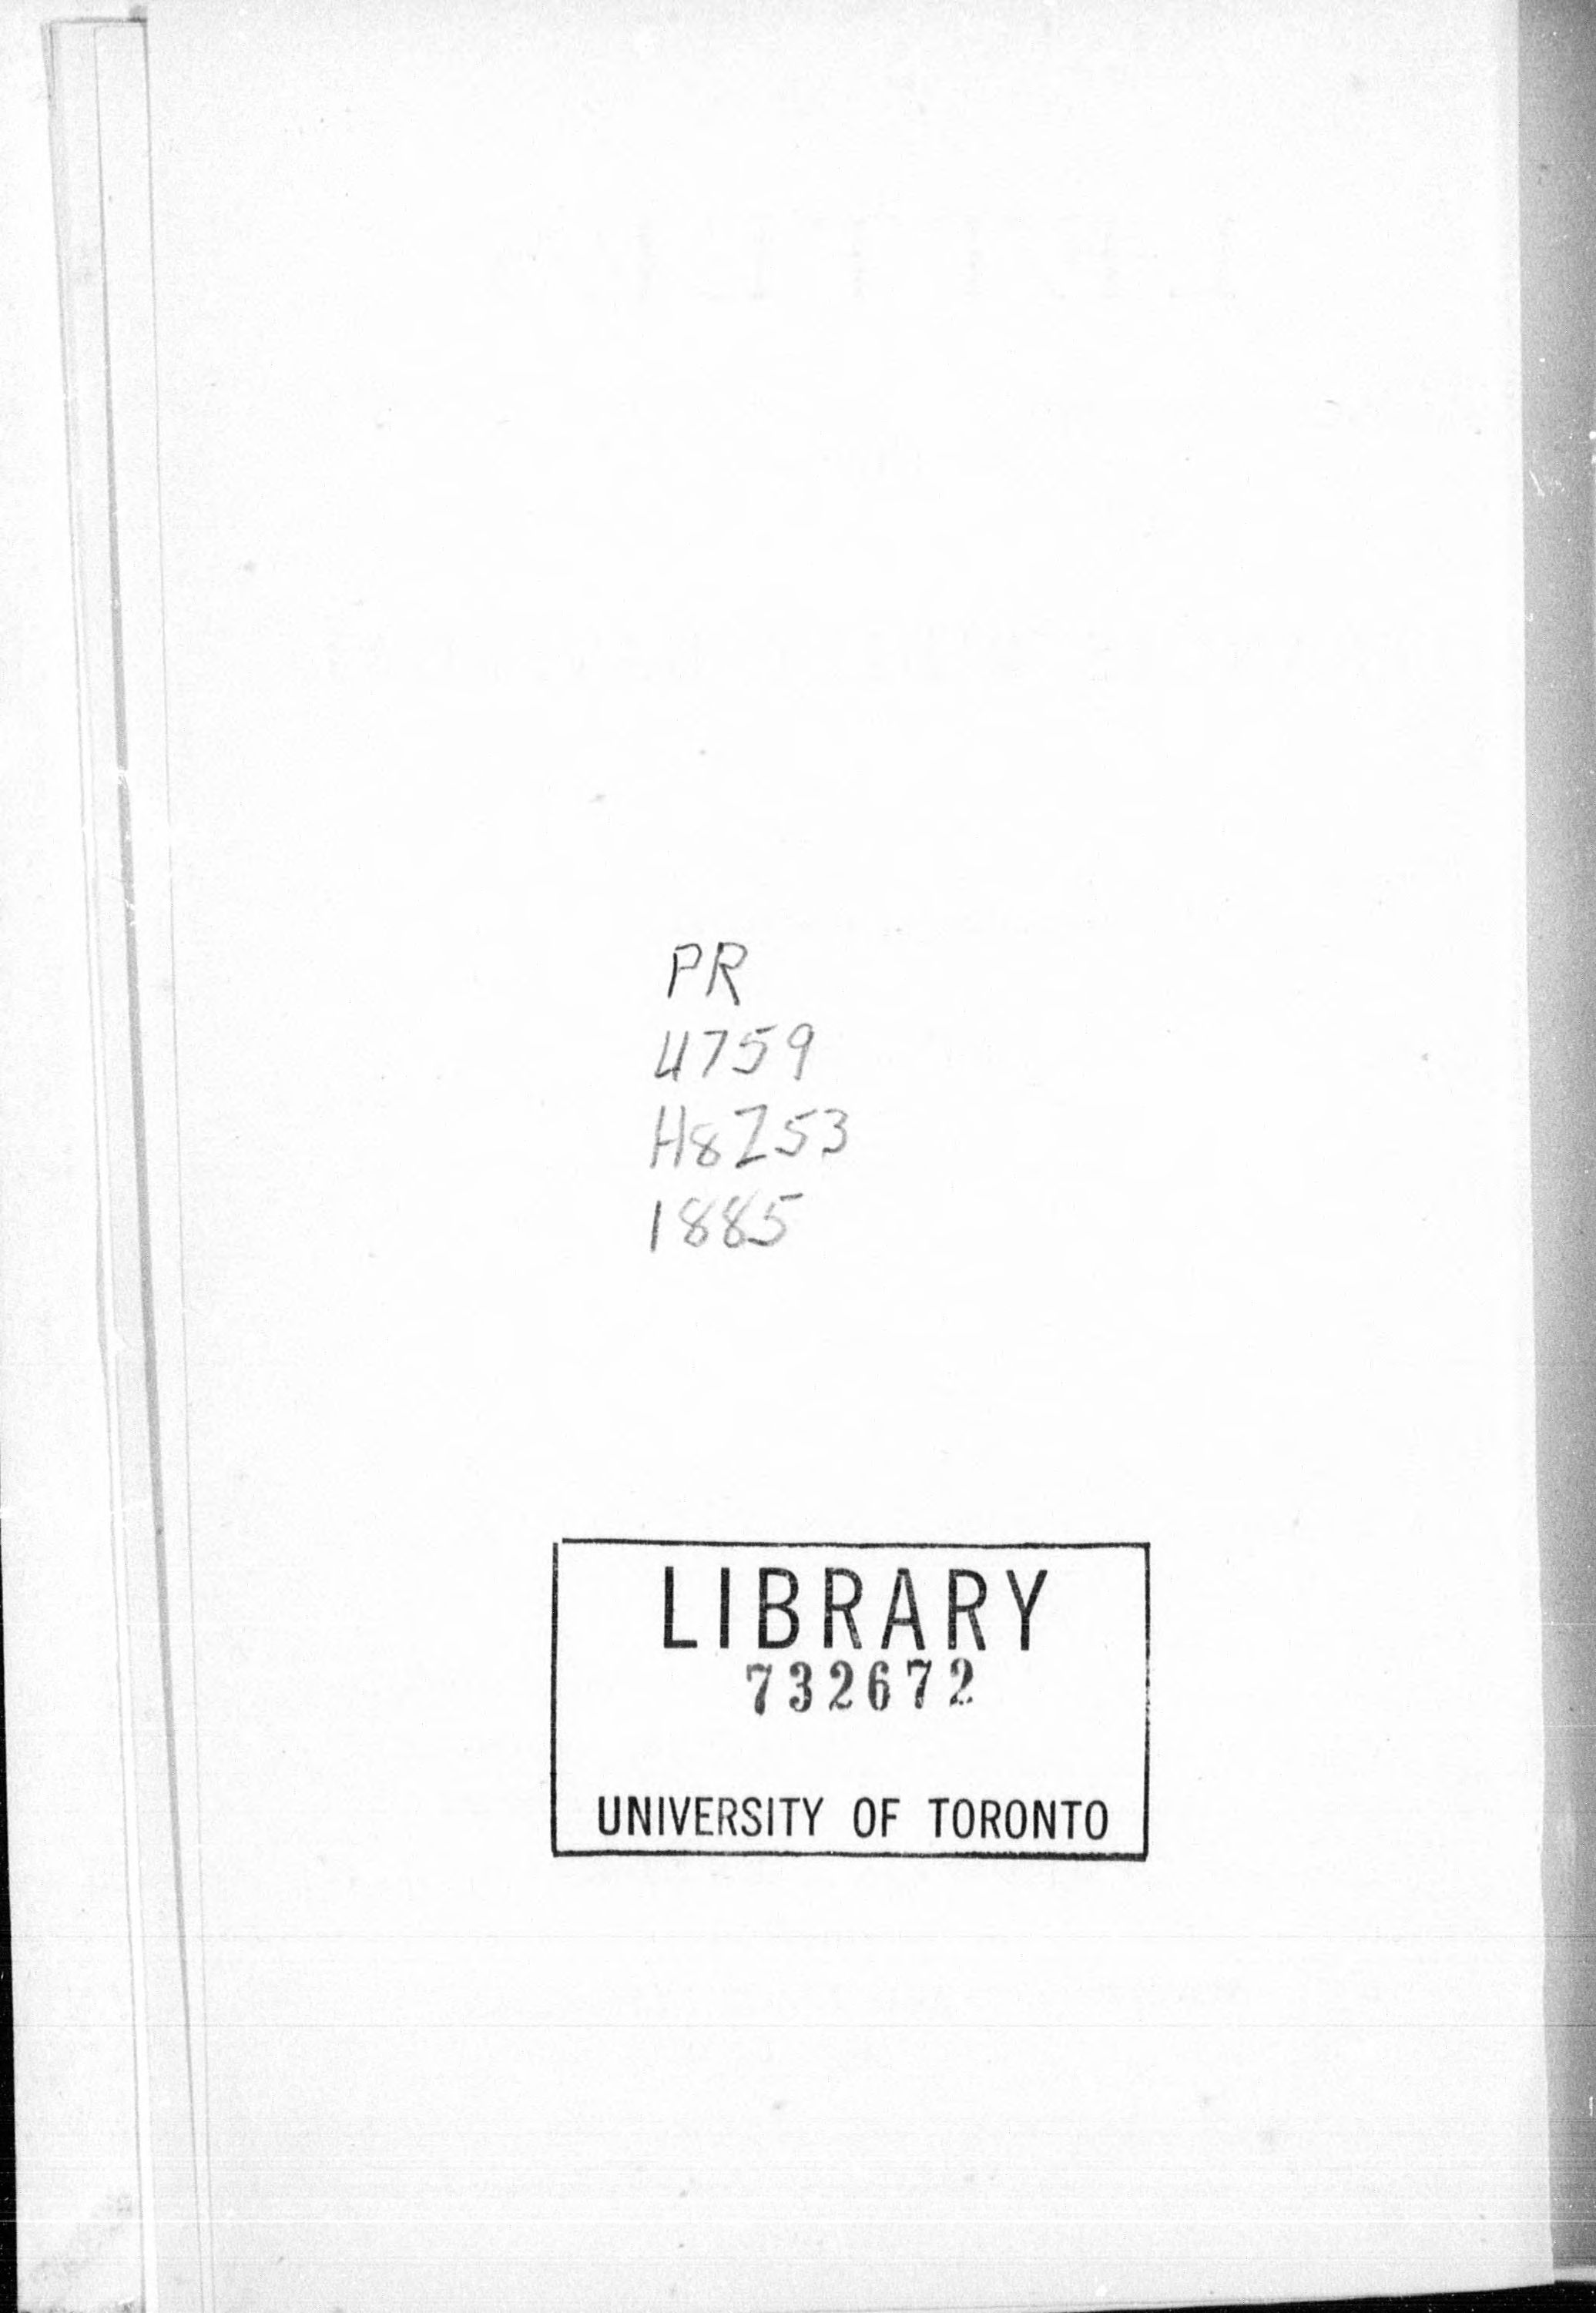 PR
4759
H8Z53
1885
LIBRARY
732672
UNIVERSITY OF TORONTO